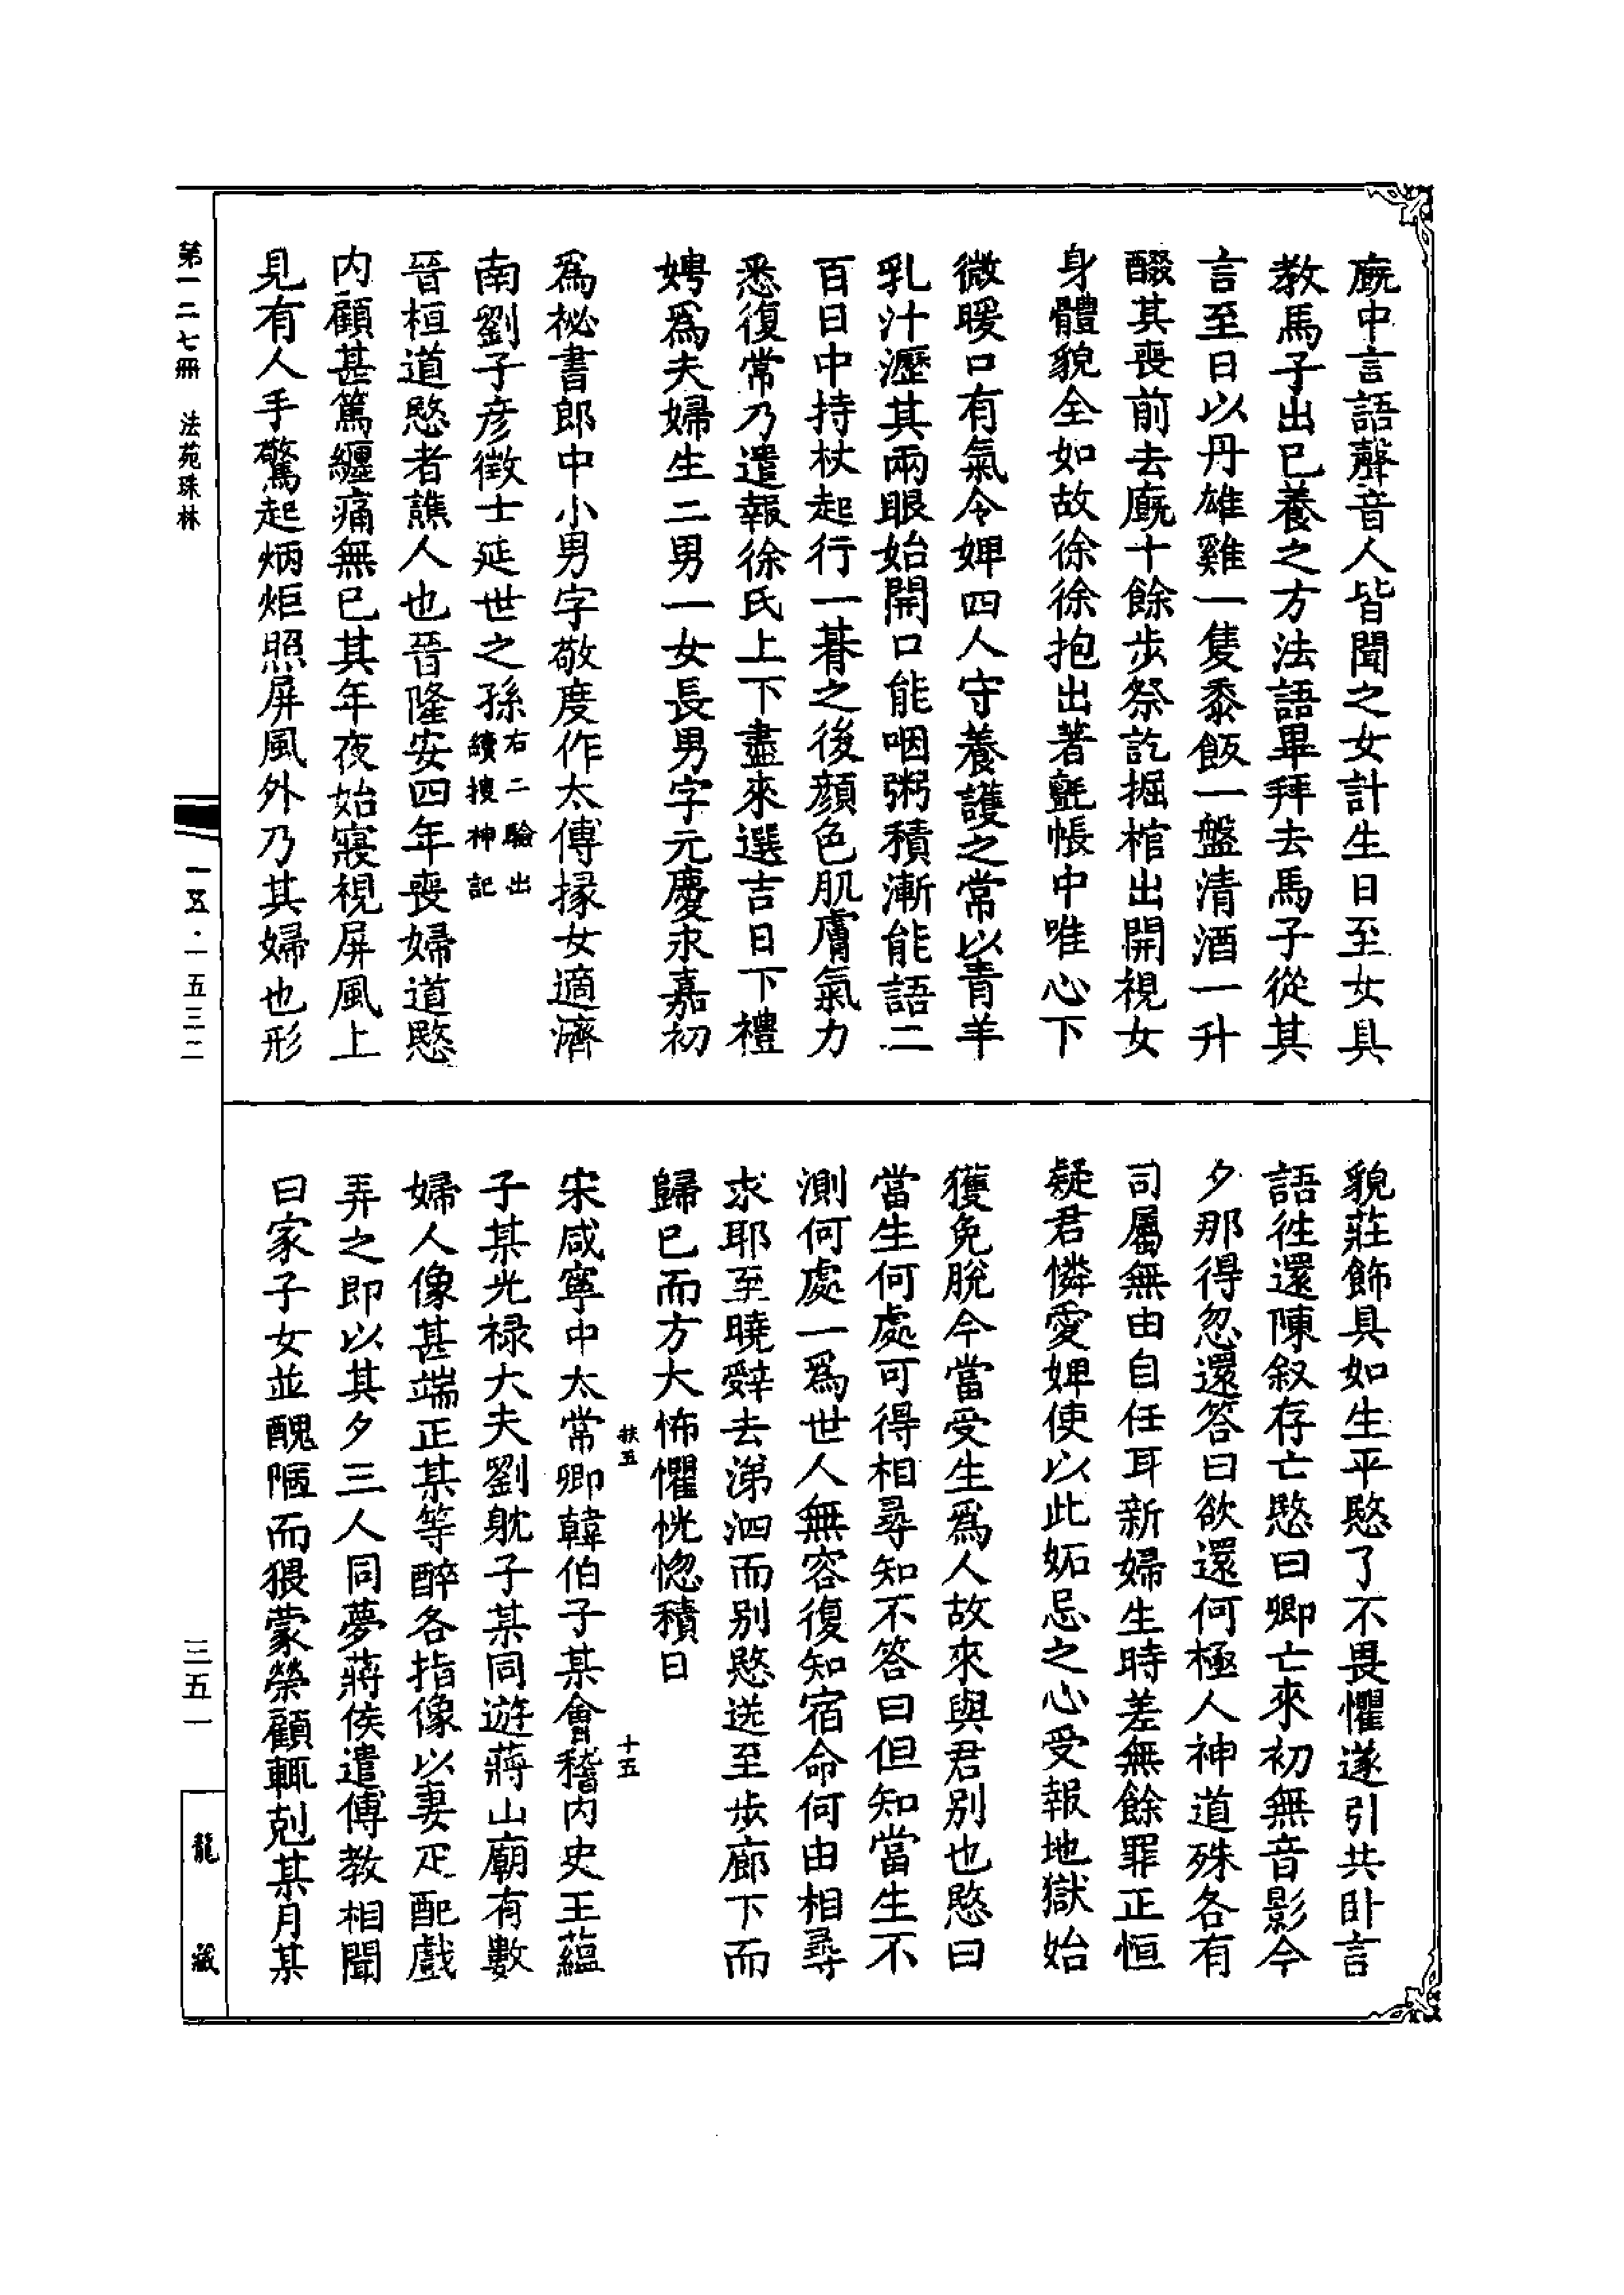 廐中言語聲音人皆聞之女計生日至女具
教馬子出已養之方法語畢拜去馬子從其
言至日以丹雄雞一隻黍飯一盤清酒一升
醊其喪前去廐十餘步祭訖掘棺出開視女
身體貌全如故徐徐抱出著氈帳中唯心下
微暖口有氣令婢四人守養護之常以青羊
乳汁瀝其兩眼始開口能咽粥積漸能語二
百日中持杖起行一朞之後顔色肌膚氣力
悉復常乃遣報徐氏上下盡來選吉日下禮
娉爲夫婦生二男一女長男字元慶永嘉初
爲祕書郎中小男字敬度作太傅掾女適濟
南劉子彦徵士延世之孫右二驗出續搜神記
晉桓道愍者譙人也晉隆安四年喪婦道愍
内顧甚篤纏痛無已其年夜始寢視屏風上
見有人手驚起炳炬照屏風外乃其婦也形
貌莊飾具如生平愍了不畏懼遂引共臥言
語徃還陳叙存亡愍曰卿亡來初無音影今
夕那得忽還答曰欲還何極人神道殊各有
司屬無由自任耳新婦生時差無餘罪正恒
疑君憐愛婢使以此妬忌之心受報地獄始
獲免脫今當受生爲人故來與君别也愍曰
當生何處可得相尋知不答曰但知當生不
測何處一爲世人無容復知宿命何由相尋
求耶至曉辭去涕泗而别愍送至步廊下而
歸已而方大怖懼恍惚積日
扶五 十五
宋咸寧中太常卿韓伯子某會稽内史王蘊
子某光禄大夫劉躭子某同遊蔣山廟有數
婦人像甚端正某等醉各指像以妻疋配戲
弄之即以其夕三人同夢蔣侯遣傅教相聞
曰家子女並醜陋而猥蒙榮顧輒剋某月某
第一二七冊 法苑珠林
一五·一五三二
三五一
龍藏